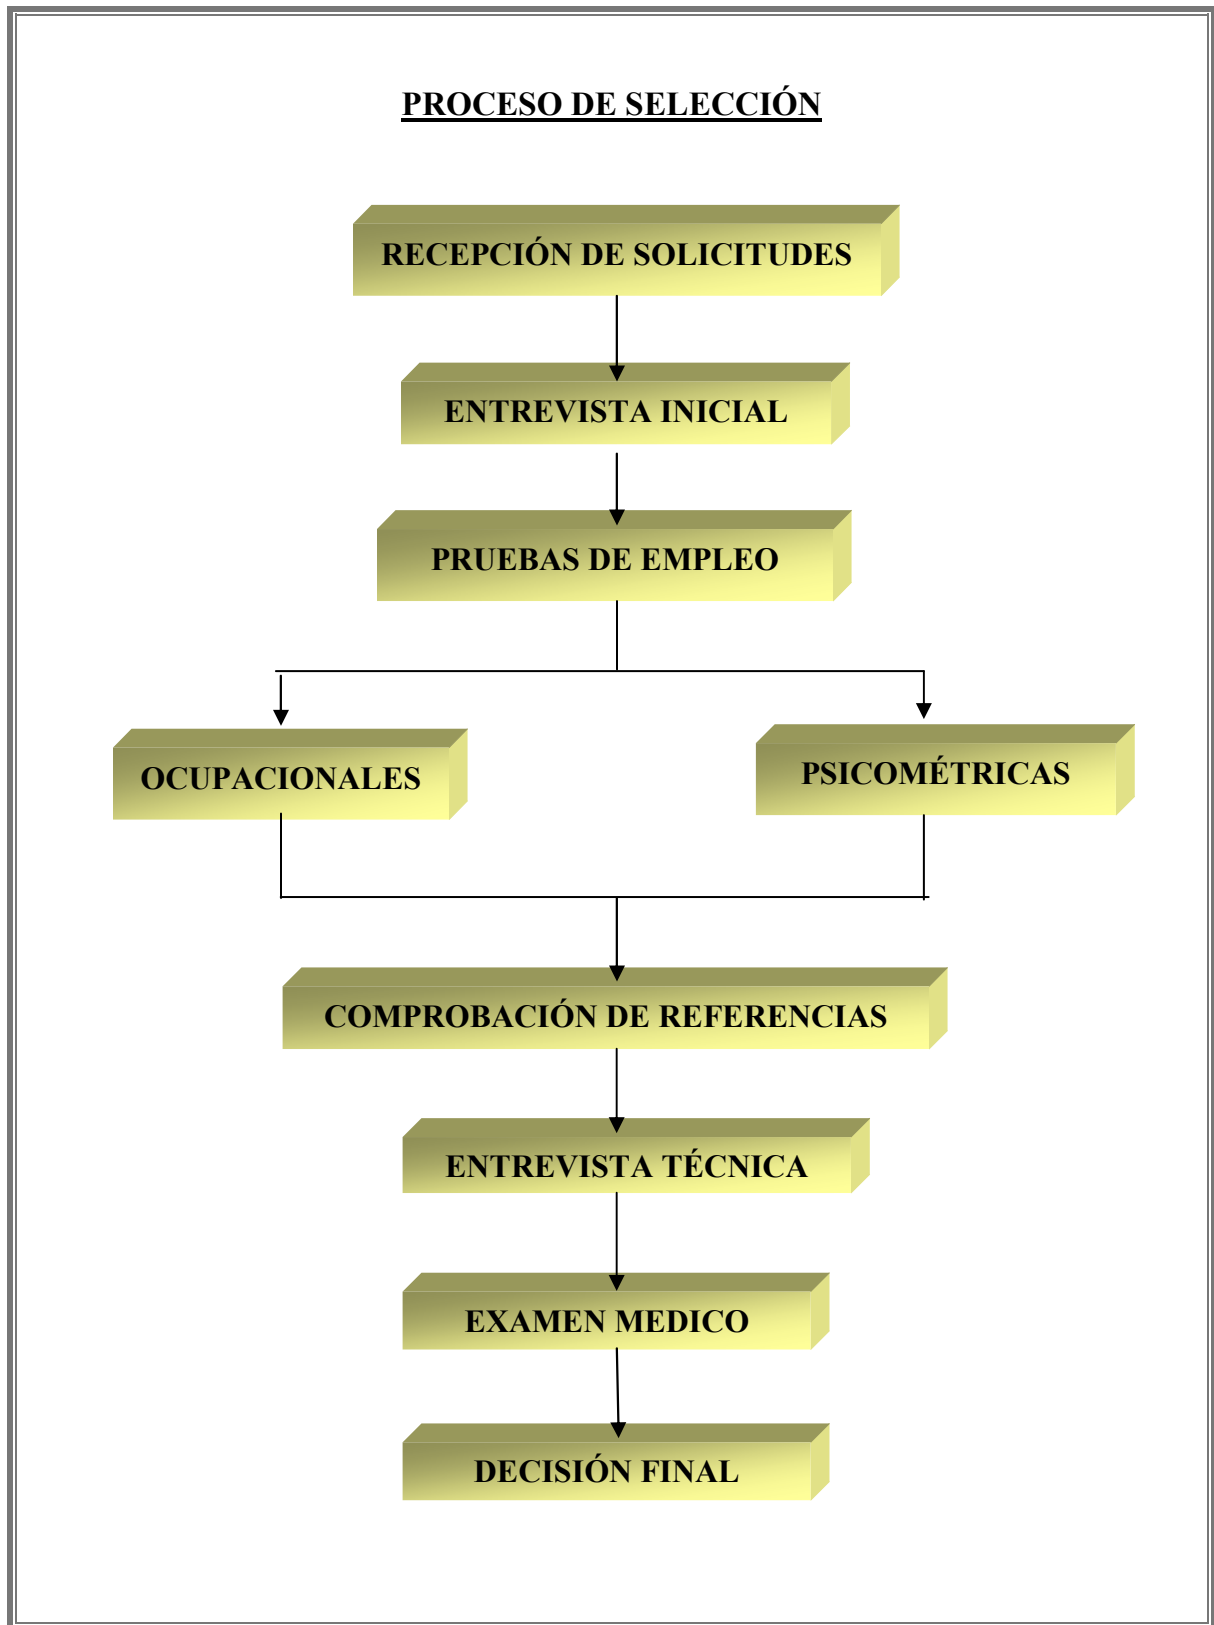 PROCESO DE SELECCIÓN
RECEPCIÓN DE SOLICITUDES
ENTREVISTA INICIAL
PRUEBAS DE EMPLEO
OCUPACIONALES
PSICOMÉTRICAS
COMPROBACIÓN DE REFERENCIAS
ENTREVISTA TÉCNICA
EXAMEN MEDICO
DECISIÓN FINAL